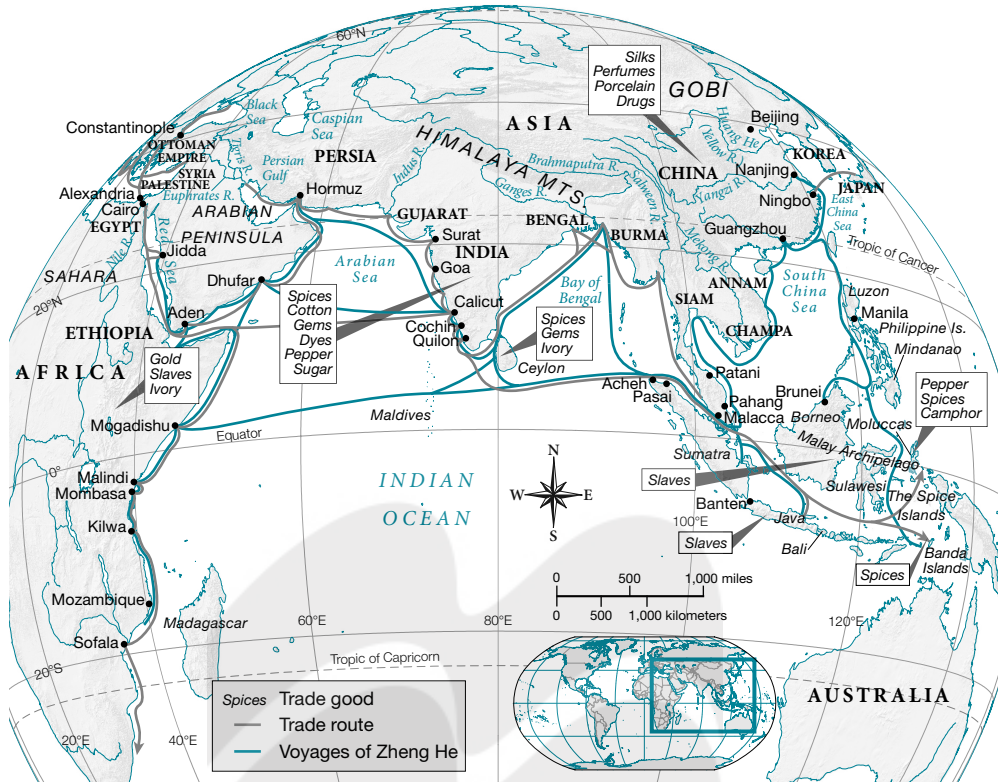 60°N
Silks
Perfumes
Porcelain
Drugs
GOBI
Black
Sea
Caspian
Sea
ASIA
Constantinople
OTTOMAN
EMPIRE
Beijing
Huang He
Yellow R.
KOREA
HIMALAYA MTS.
Tigris R.
SYRIA
PALESTINE
PERSIA
Persian
Gulf
Indus R.
Brahmaputra R.
CHINA
Nanjing
JAPAN
Alexandria
Euphrates R.
Hormuz
Ganges R.
Salween R.
Yangzi R.
Ningbo
Cairo
EGYPT
ARABIAN
PENINSULA
GUJARAT
BENGAL
East
China
Sea
Nile R.
Red
Sea
Jidda
Surat
INDIA
BURMA
Mekong R.
Guangzhou
Tropic of Cancer
SAHARA
Arabian
Sea
Goa
20°N
Dhufar
Bay of
Bengal
SIAM
ANNAM
South
China
Sea
Luzon
Aden
Spices
Cotton
Gems
Dyes
Pepper
Sugar
Calicut
Cochin
Quilon
Spices
Gems
Ivory
CHAMPA
Manila
Philippine Is.
ETHIOPIA
AFRICA
Gold
Slaves
Ivory
Ceylon
Mindanao
Acheh
Pasai
Patani
Brunei
Pepper
Spices
Camphor
Maldives
Pahang
Malacca
Borneo
Moluccas
Mogadishu
Equator
Malay Archipelago
Sumatra
0°
Malindi
Mombasa
INDIAN
OCEAN
N
W
E
S
Slaves
Sulawesi
The Spice
Islands
Banten
Kilwa
100°E
Java
Slaves
Bali
Banda
Islands
Spices
0 500 1,000 miles
0 500 1,000 kilometers
Mozambique
Madagascar
Sofala
60°E
80°E
120°E
20°S
Tropic of Capricorn
AUSTRALIA
Spices Trade good
Trade route
Voyages of Zheng He
20°E
40°E